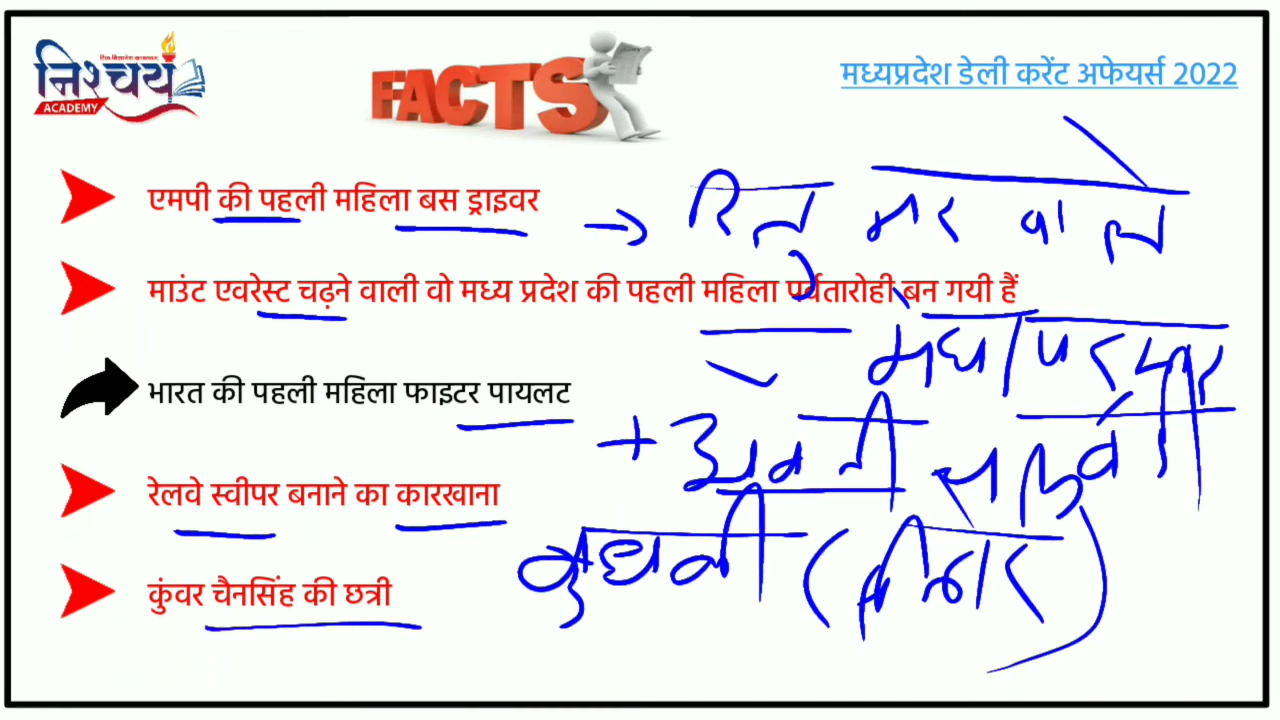 निश्चय
ACADEMY
FACTS
मध्यप्रदेश डेली करेंट अफेयर्स 2022
एमपी की पहली महिला बस ड्राइवर
→ रितु नरवाल
माउंट एवरेस्ट चढ़ने वाली वो मध्य प्रदेश की पहली महिला पर्वतारोही बन गयी हैं
मेघा परमार
भारत की पहली महिला फाइटर पायलट
+ अवनी चतुर्वेदी
रेलवे स्वीपर बनाने का कारखाना
बुधनी (सीहोर)
कुंवर चैनसिंह की छत्री